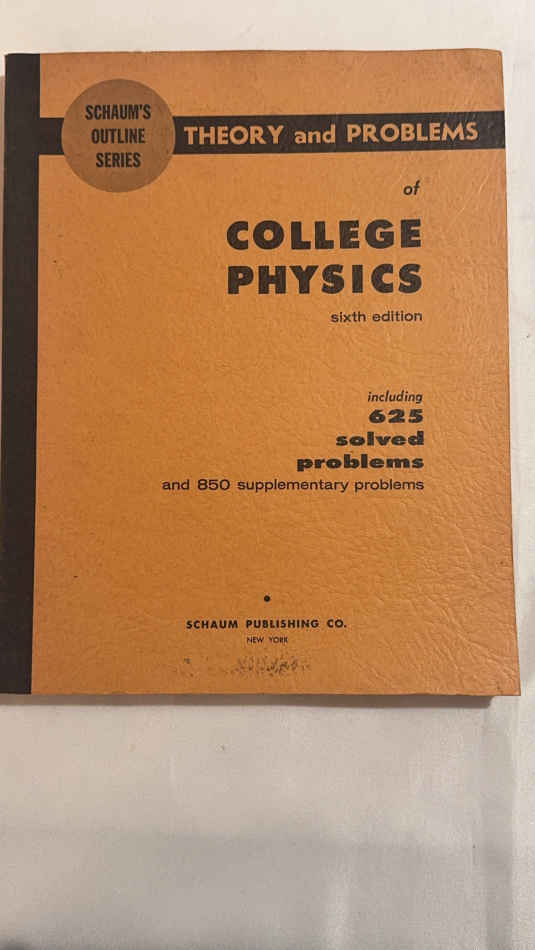 SCHAUM'S
OUTLINE
SERIES
THEORY and PROBLEMS
of
COLLEGE
PHYSICS
sixth edition
including
625
solved
problems
and 850 supplementary problems
SCHAUM PUBLISHING CO.
NEW YORK